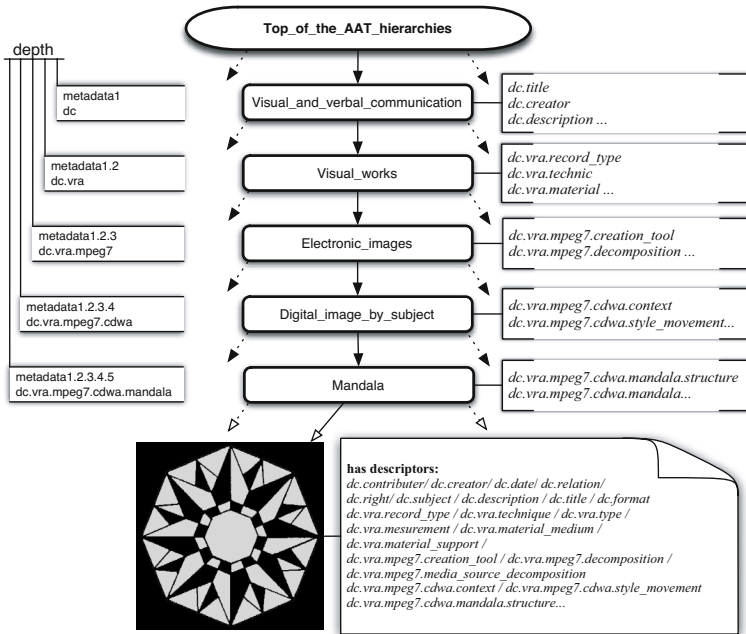 Top_of_the_AAT_hierarchies
depth
metadata1
dc
Visual_and_verbal_communication
dc.title
dc.creator
dc.description ...
metadata1.2
dc.vra
Visual_works
dc.vra.record_type
dc.vra.technic
dc.vra.material ...
metadata1.2.3
dc.vra.mpeg7
Electronic_images
dc.vra.mpeg7.creation_tool
dc.vra.mpeg7.decomposition ...
metadata1.2.3.4
dc.vra.mpeg7.cdwa
Digital_image_by_subject
dc.vra.mpeg7.cdwa.context
dc.vra.mpeg7.cdwa.style_movement...
metadata1.2.3.4.5
dc.vra.mpeg7.cdwa.mandala
Mandala
dc.vra.mpeg7.cdwa.mandala.structure
dc.vra.mpeg7.cdwa.mandala...
has descriptors:
dc.contributer/ dc.creator/ dc.date/ dc.relation/
dc.right/ dc.subject / dc.description / dc.title / dc.format
dc.vra.record_type / dc.vra.technique / dc.vra.type /
dc.vra.mesurement / dc.vra.material_medium /
dc.vra.material_support /
dc.vra.mpeg7.creation_tool / dc.vra.mpeg7.decomposition /
dc.vra.mpeg7.media_source_decomposition
dc.vra.mpeg7.cdwa.context / dc.vra.mpeg7.cdwa.style_movement
dc.vra.mpeg7.cdwa.mandala.structure...